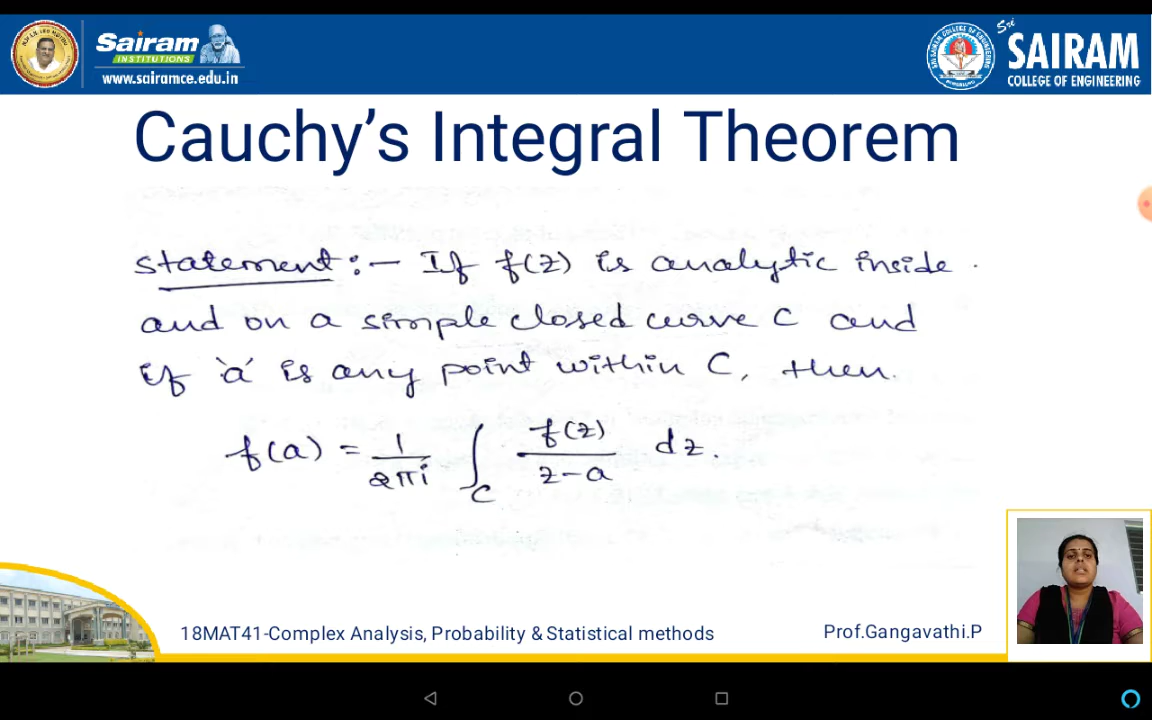 Sairam
INSTITUTIONS
www.sairamce.edu.in
Sri
SAIRAM
COLLEGE OF ENGINEERING
Cauchy's Integral Theorem
Statement:- If f(z) is analytic inside
and on a simple closed curve C and
if 'a' is any point within C, then.
f(a) = 1/2πi ∫_C f(z)/z-a dz.
18MAT41-Complex Analysis, Probability & Statistical methods
Prof.Gangavathi.P